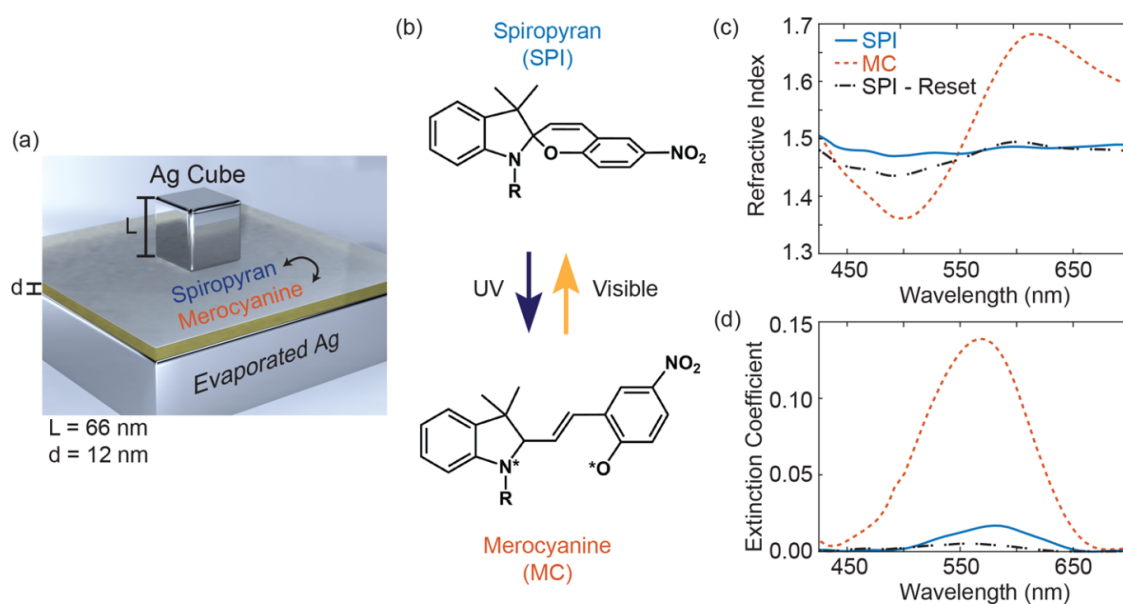 (a)
Ag Cube
L
d
Spiropyran
Merocyanine
Evaporated Ag
L = 66 nm
d = 12 nm
(b)
Spiropyran
(SPI)
N
O
NO2
R
UV
Visible
NO2
N*
*O
R
Merocyanine
(MC)
(c)
1.7
1.6
1.5
1.4
1.3
Refractive Index
SPI
MC
SPI - Reset
450
550
650
Wavelength (nm)
(d)
0.15
0.10
0.05
0.00
Extinction Coefficient
450
550
650
Wavelength (nm)